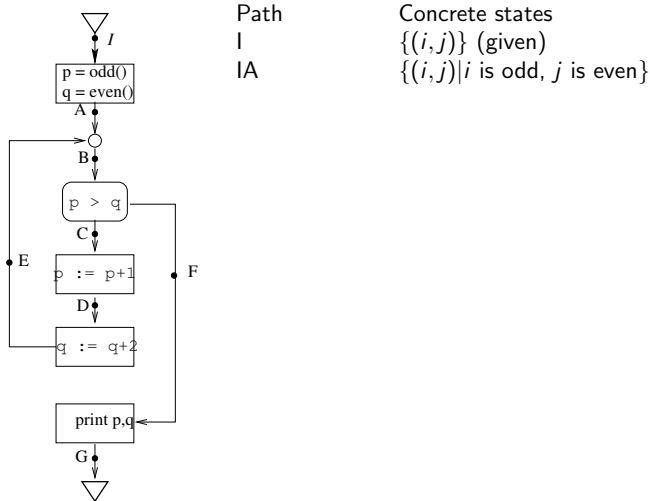 Path Concrete states
I {(i, j)} (given)
IA {(i, j)|i is odd, j is even}
I
p = odd()
q = even()
A
B
p > q
C
E
F
p := p+1
D
q := q+2
print p,q
G